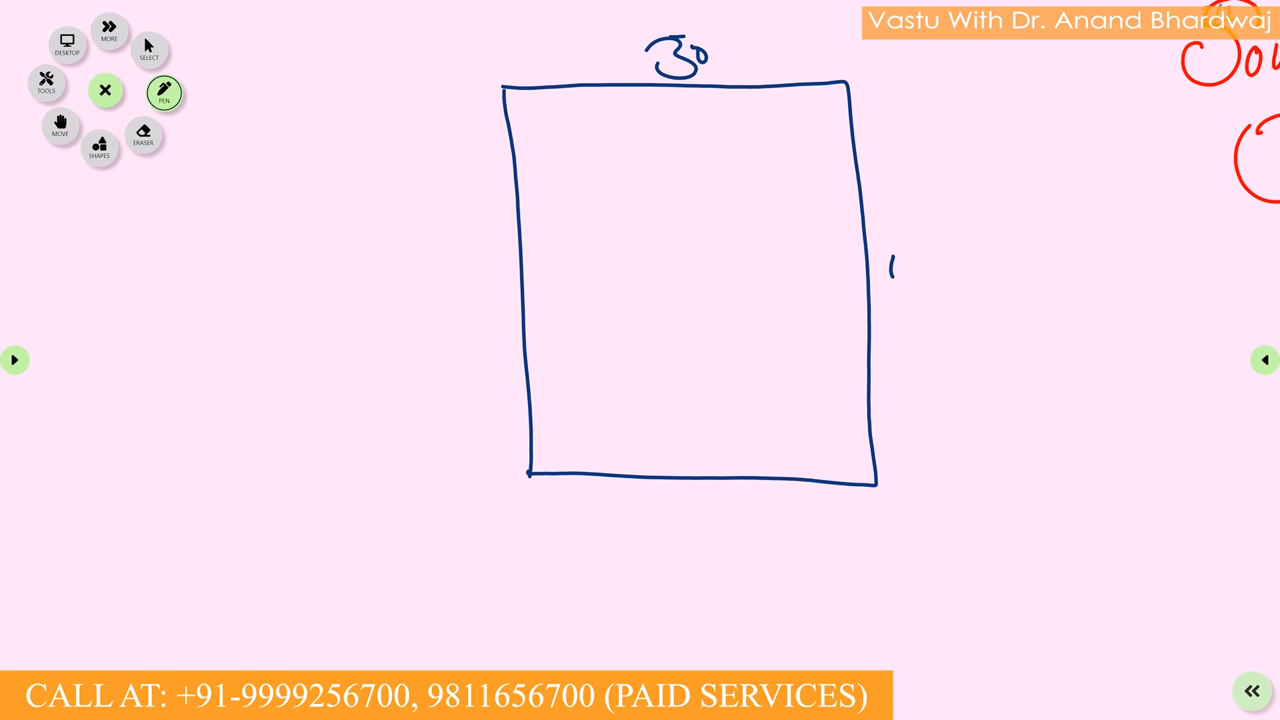 Vastu With Dr. Anand Bhardwaj
MORE
DESKTOP
SELECT
TOOLS
PEN
MOVE
ERASER
SHAPES
30
CALL AT: +91-9999256700, 9811656700 (PAID SERVICES)